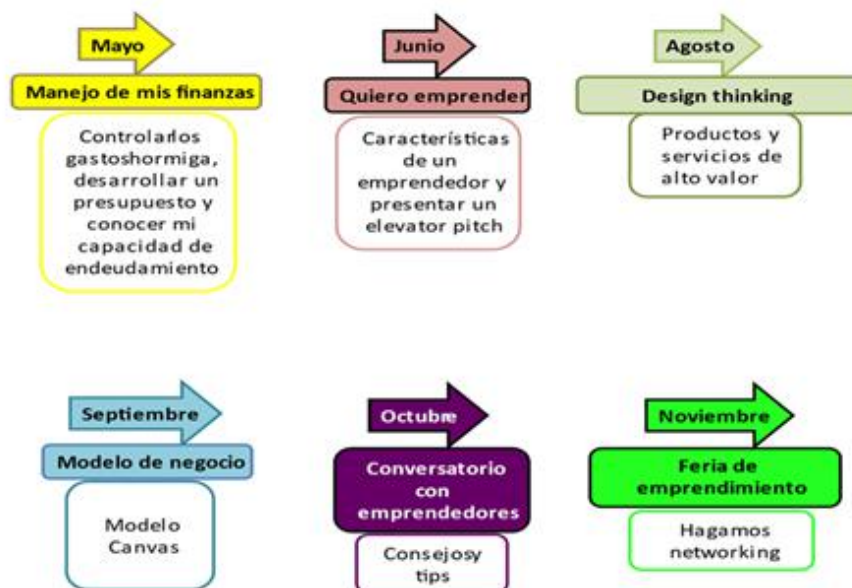 Mayo
Manejo de mis finanzas
Controlarlos
gastoshormiga,
desarrollar un
presupuesto y
conocer mi
capacidad de
endeudamiento
Junio
Quiero emprender
Características
de un
emprendedor y
presentar un
elevator pitch
Agosto
Design thinking
Productos y
servicios de
alto valor
Septiembre
Modelo de negocio
Modelo
Canvas
Octubre
Conversatorio
con
emprendedores
Consejosy
tips
Noviembre
Feria de
emprendimiento
Hagamos
networking